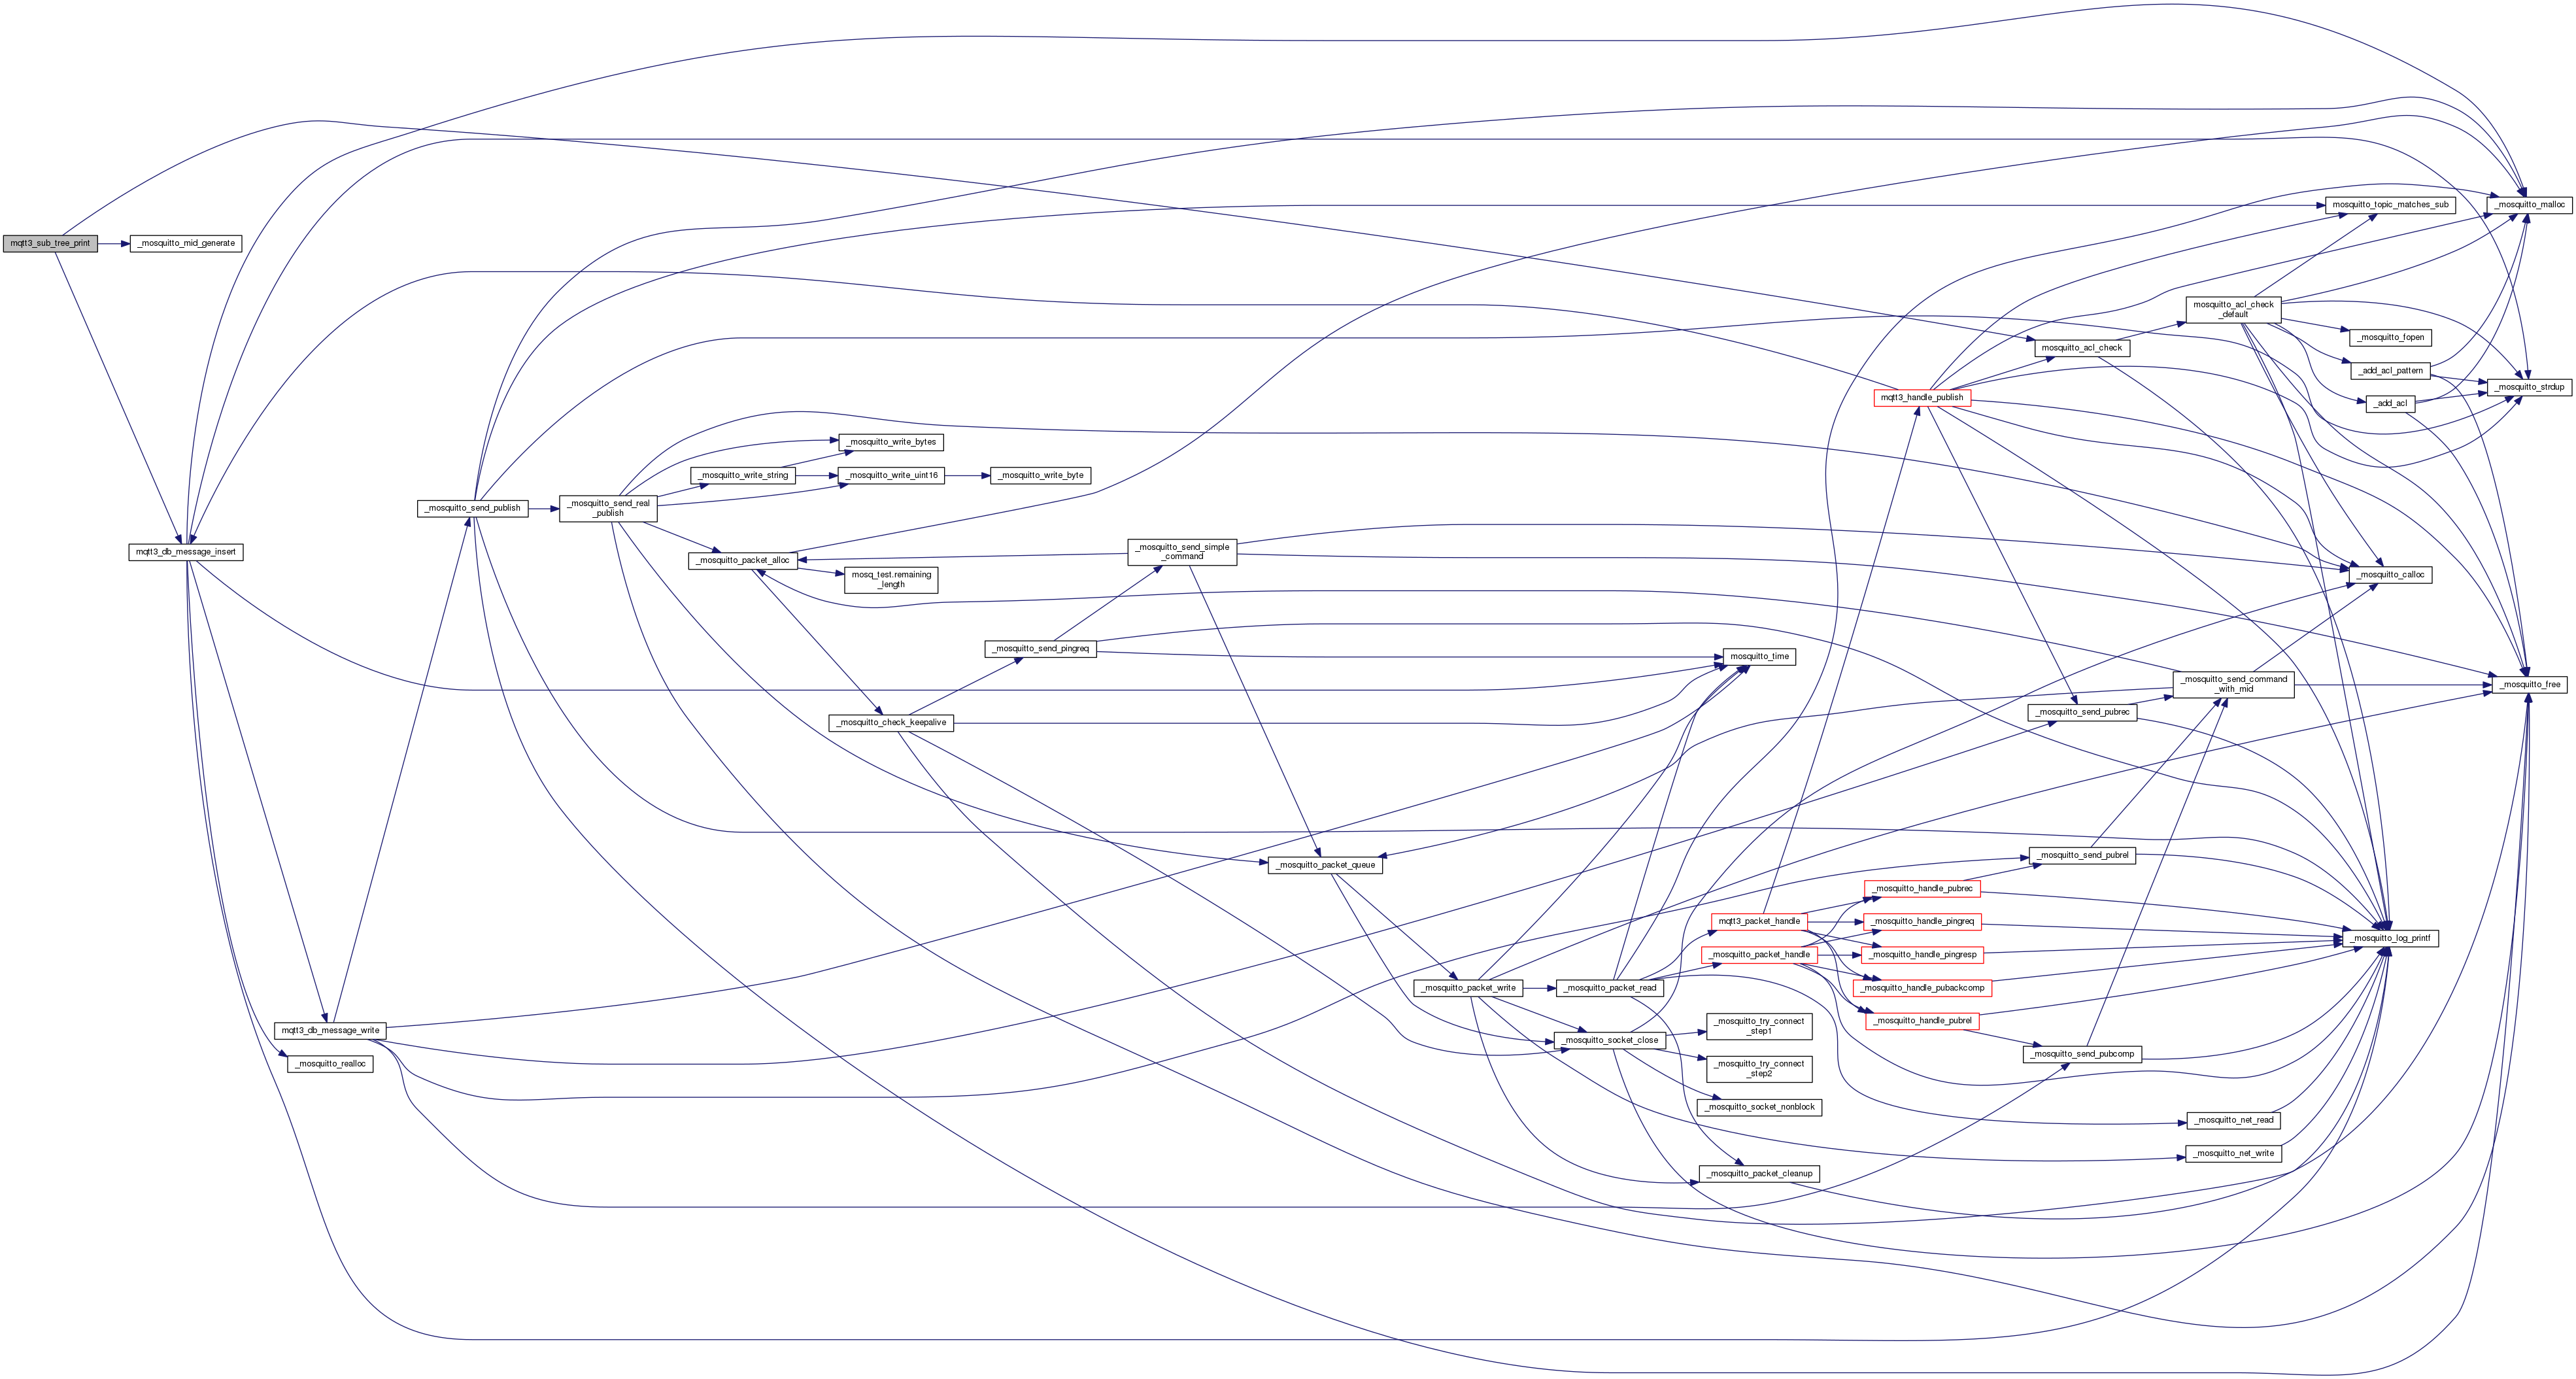 mqtt3_sub_tree_print
_mosquitto_mid_generate
mqtt3_db_message_insert
mqtt3_db_message_write
_mosquitto_realloc
_mosquitto_send_publish
_mosquitto_send_real
_publish
_mosquitto_write_bytes
_mosquitto_write_string
_mosquitto_write_uint16
_mosquitto_write_byte
_mosquitto_packet_alloc
mosq_test.remaining
_length
_mosquitto_check_keepalive
_mosquitto_send_pingreq
_mosquitto_send_simple
_command
_mosquitto_packet_queue
_mosquitto_packet_write
_mosquitto_packet_read
_mosquitto_socket_close
mosquitto_time
mqtt3_packet_handle
_mosquitto_packet_handle
_mosquitto_try_connect
_step1
_mosquitto_try_connect
_step2
_mosquitto_socket_nonblock
_mosquitto_packet_cleanup
mqtt3_handle_publish
_mosquitto_handle_pubrec
_mosquitto_handle_pingreq
_mosquitto_handle_pingresp
_mosquitto_handle_pubackcomp
_mosquitto_handle_pubrel
mosquitto_acl_check
_mosquitto_send_pubrec
_mosquitto_send_pubrel
_mosquitto_send_pubcomp
mosquitto_acl_check
_default
_mosquitto_send_command
_with_mid
_mosquitto_net_read
_mosquitto_net_write
mosquitto_topic_matches_sub
_mosquitto_fopen
_add_acl_pattern
_add_acl
_mosquitto_calloc
_mosquitto_log_printf
_mosquitto_malloc
_mosquitto_strdup
_mosquitto_free